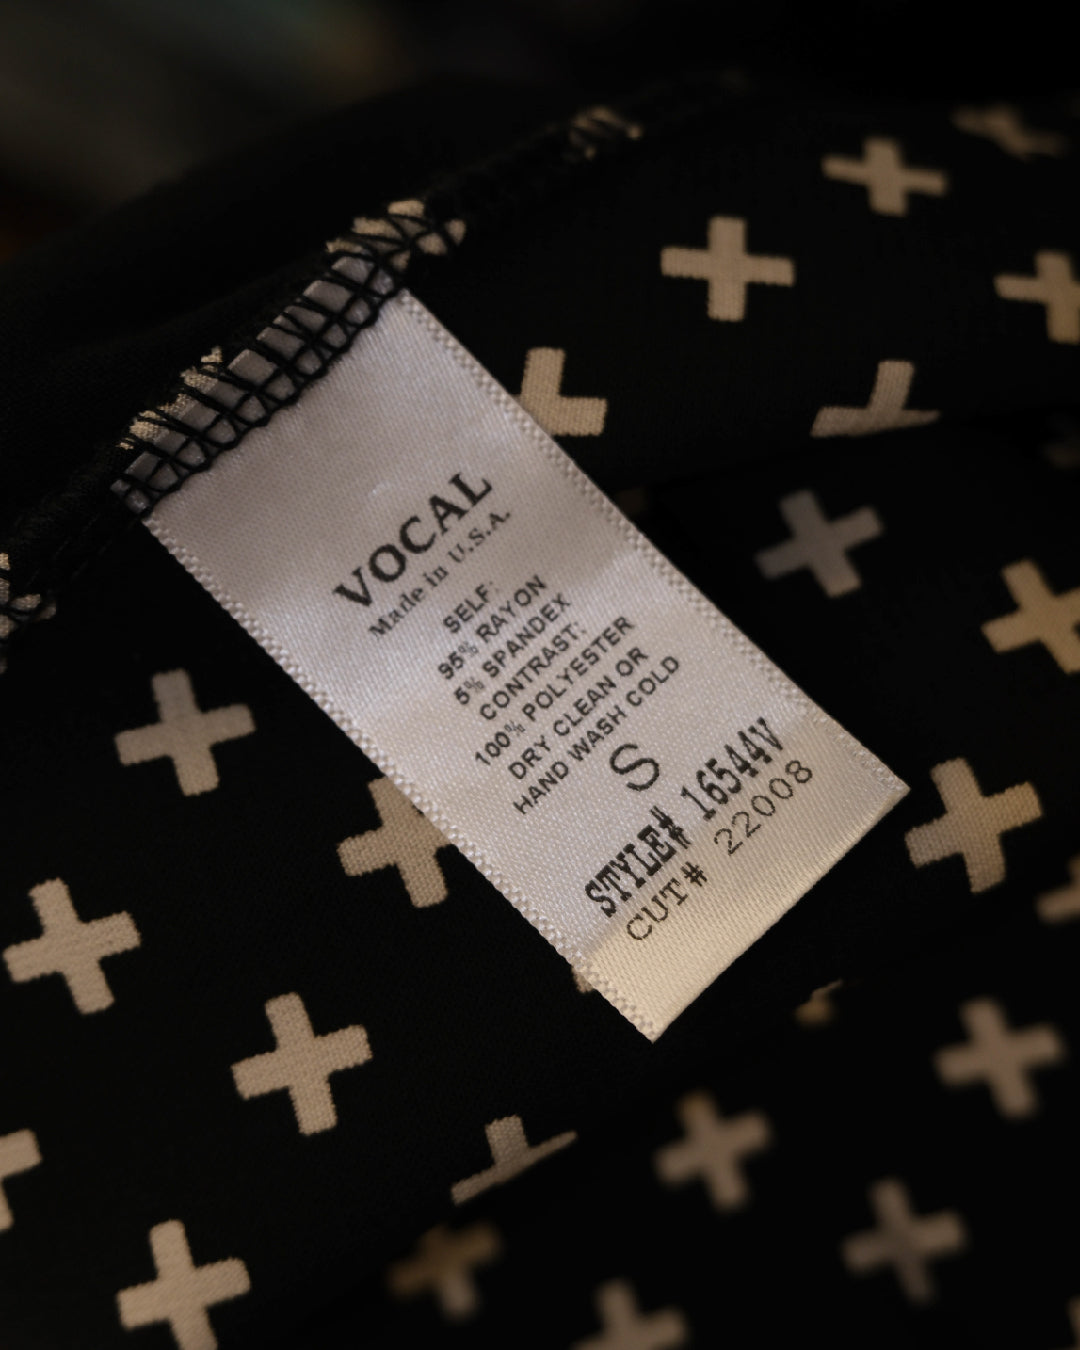 VOCAL
Made in U.S.A.
SELF:
95% RAYON
5% SPANDEX
CONTRAST:
100% POLYESTER
DRY CLEAN OR
HAND WASH COLD
S
STYLE# 16544V
CUT# 22008